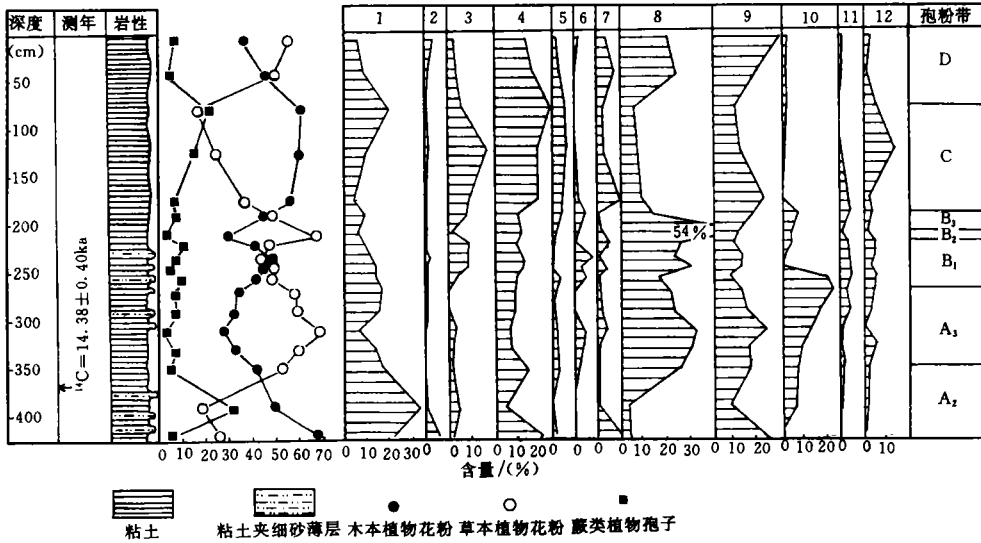 深度 测年 岩性 1 2 3 4 5 6 7 8 9 10 11 12 孢粉带
(cm)
50
100
150
200
250
300
350
400
¹⁴C=14.38±0.40ka
54%
D
C
B₃
B₂
B₁
A₃
A₂
0 10 20 30 40 50 60 70 0 10 20 30 0 0 10 0 10 20 0 0 0 0 10 20 30 0 10 20 0 10 20 0 0 10
含量/(%)
粘土 粘土夹细砂薄层 木本植物花粉 草本植物花粉 蕨类植物孢子